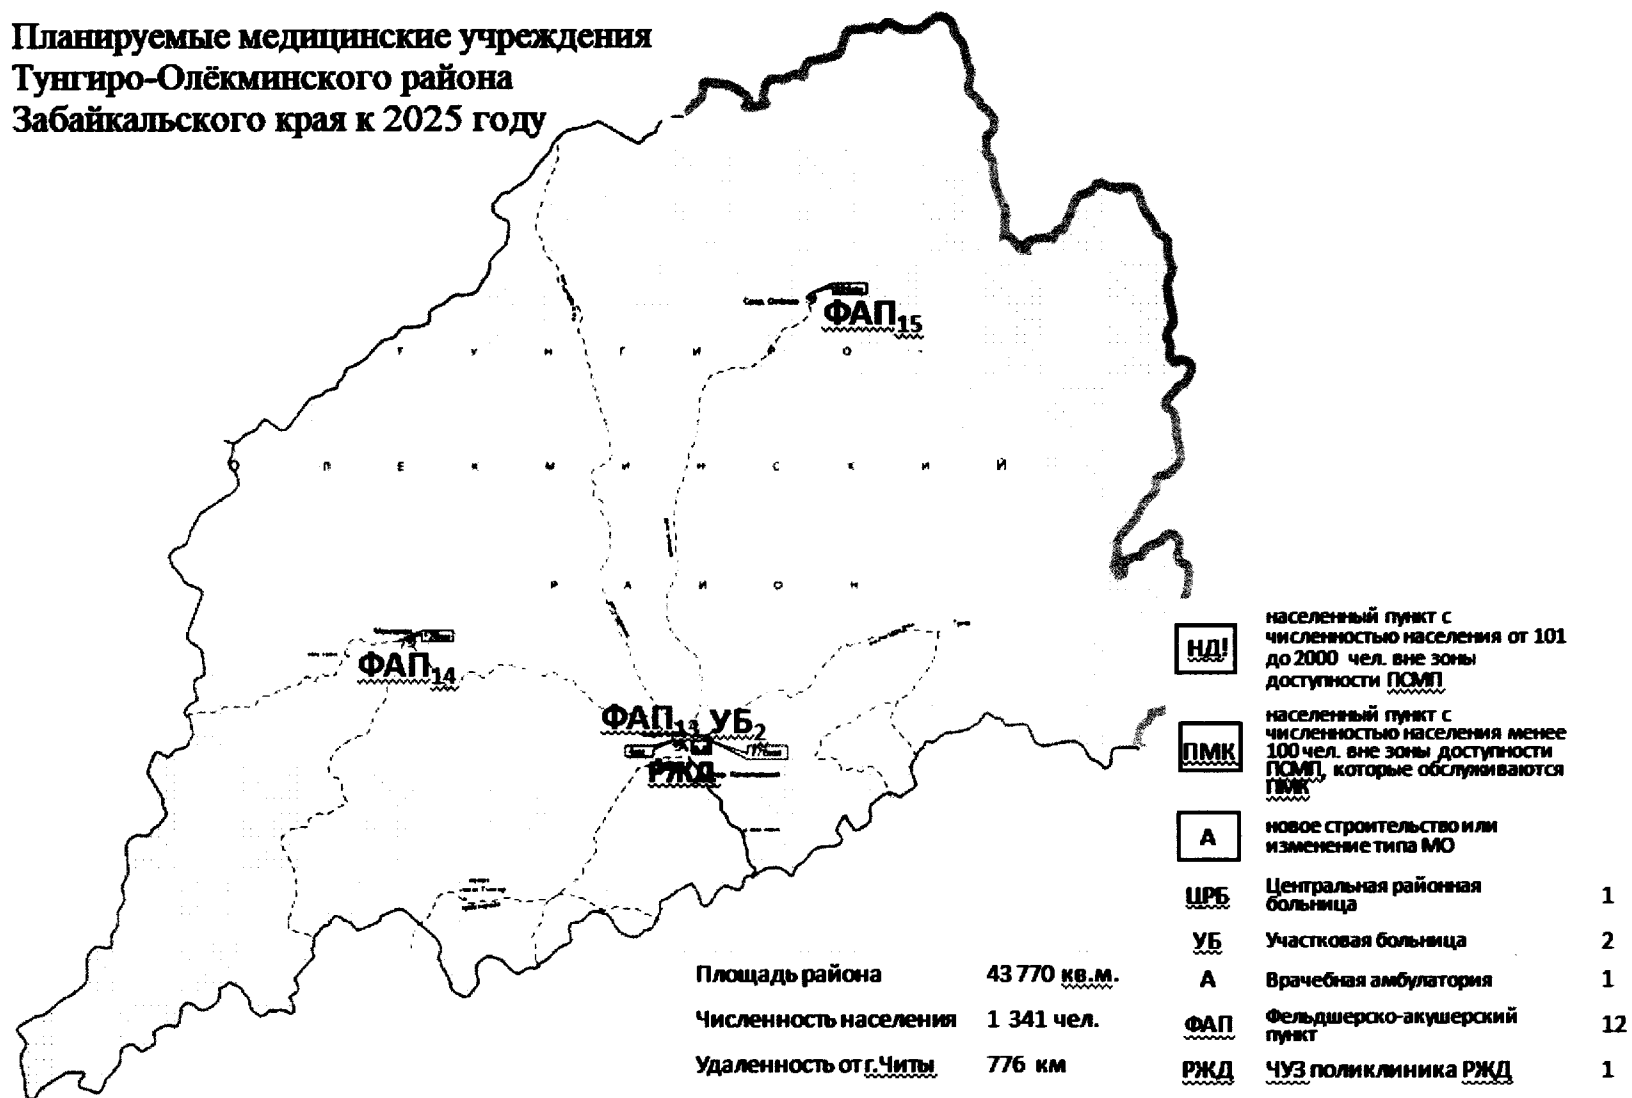 Планируемые медицинские учреждения
Тунгиро-Олёкминского района
Забайкальского края к 2025 году
ФАП15
Т У Н Г И Р О -
О Л Е К М И Н С К И Й
Р А Й О Н
ФАП14
ФАП13 УБ2
РЖД
НД!
населенный пункт с
численностью населения от 101
до 2000 чел. вне зоны
доступности ПСМП
ПМК
населенный пункт с
численностью населения менее
100 чел. вне зоны доступности
ПСМП, которые обслуживаются
ПМК
А
новое строительство или
изменение типа МО
ЦРБ Центральная районная
больница 1
УБ Участковая больница 2
А Врачебная амбулатория 1
ФАП Фельдшерско-акушерский
пункт 12
РЖД ЧУЗ поликлиника РЖД 1
Площадь района 43 770 кв.м.
Численность населения 1 341 чел.
Удаленность от г.Читы 776 км